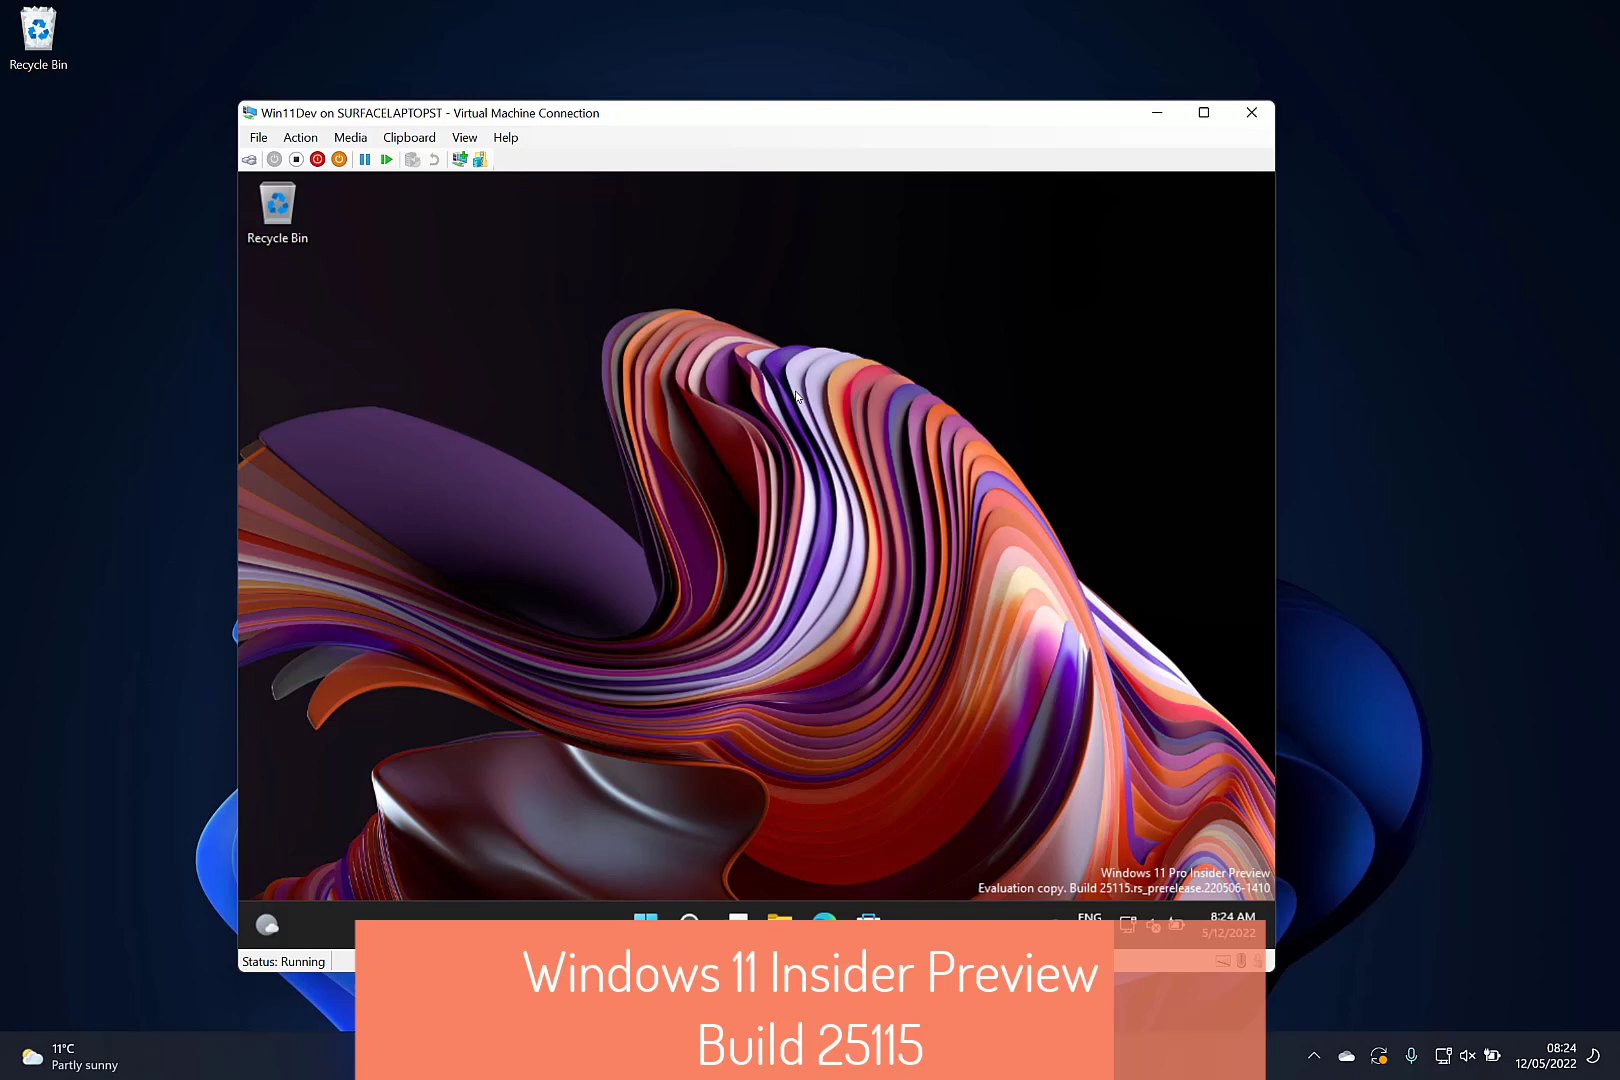 Recycle Bin
Win11Dev on SURFACELAPTOPST - Virtual Machine Connection
File Action Media Clipboard View Help
Recycle Bin
Windows 11 Pro Insider Preview
Evaluation copy. Build 25115.rs_prerelease.220506-1410
ENG
8:24 AM
5/12/2022
Status: Running
Windows 11 Insider Preview
Build 25115
11°C
Partly sunny
08:24
12/05/2022